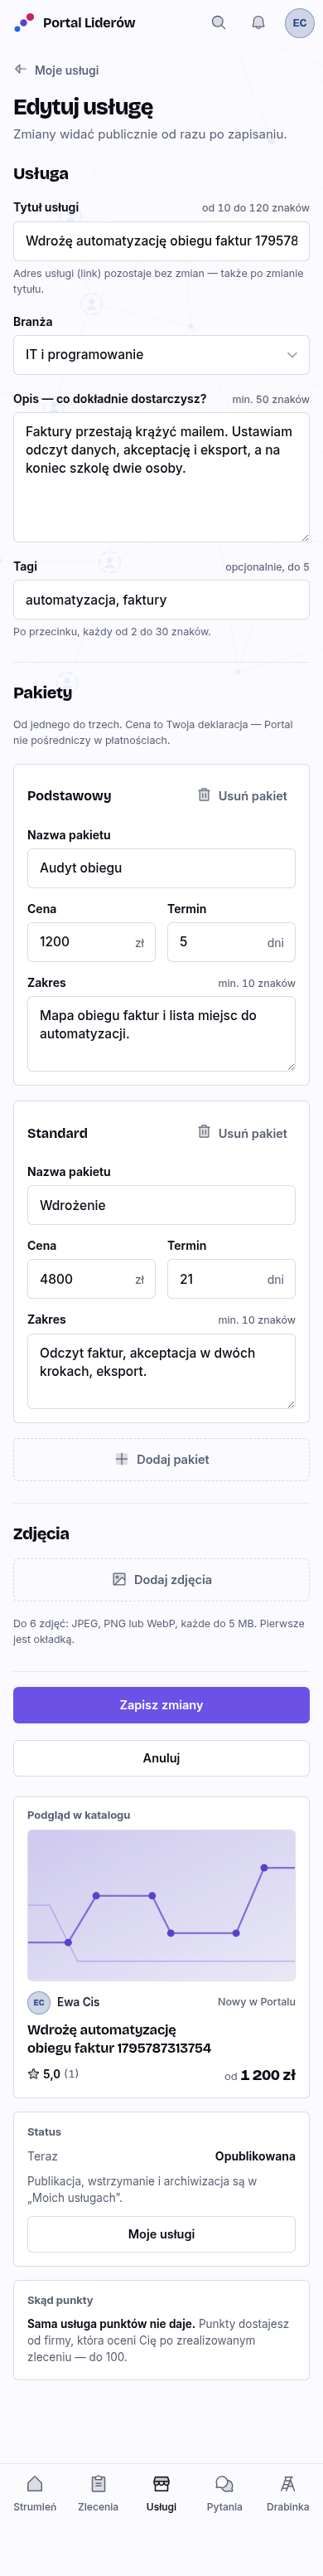 Portal Liderów
EC
Moje usługi
Edytuj usługę
Zmiany widać publicznie od razu po zapisaniu.
Usługa
Tytuł usługi
od 10 do 120 znaków
Wdrożę automatyzację obiegu faktur 179578
Adres usługi (link) pozostaje bez zmian — także po zmianie
tytułu.
Branża
IT i programowanie
Opis — co dokładnie dostarczysz?
min. 50 znaków
Faktury przestają krążyć mailem. Ustawiam
odczyt danych, akceptację i eksport, a na
koniec szkolę dwie osoby.
Tagi
opcjonalnie, do 5
automatyzacja, faktury
Po przecinku, każdy od 2 do 30 znaków.
Pakiety
Od jednego do trzech. Cena to Twoja deklaracja — Portal
nie pośredniczy w płatnościach.
Podstawowy
Usuń pakiet
Nazwa pakietu
Audyt obiegu
Cena
Termin
1200 zł
5 dni
Zakres
min. 10 znaków
Mapa obiegu faktur i lista miejsc do
automatyzacji.
Standard
Usuń pakiet
Nazwa pakietu
Wdrożenie
Cena
Termin
4800 zł
21 dni
Zakres
min. 10 znaków
Odczyt faktur, akceptacja w dwóch
krokach, eksport.
Dodaj pakiet
Zdjęcia
Dodaj zdjęcia
Do 6 zdjęć: JPEG, PNG lub WebP, każde do 5 MB. Pierwsze
jest okładką.
Zapisz zmiany
Anuluj
Podgląd w katalogu
EC
Ewa Cis
Nowy w Portalu
Wdrożę automatyzację
obiegu faktur 1795787313754
5,0 (1)
od 1 200 zł
Status
Teraz
Opublikowana
Publikacja, wstrzymanie i archiwizacja są w
„Moich usługach”.
Moje usługi
Skąd punkty
Sama usługa punktów nie daje. Punkty dostajesz
od firmy, która oceni Cię po zrealizowanym
zleceniu — do 100.
Strumień
Zlecenia
Usługi
Pytania
Drabinka